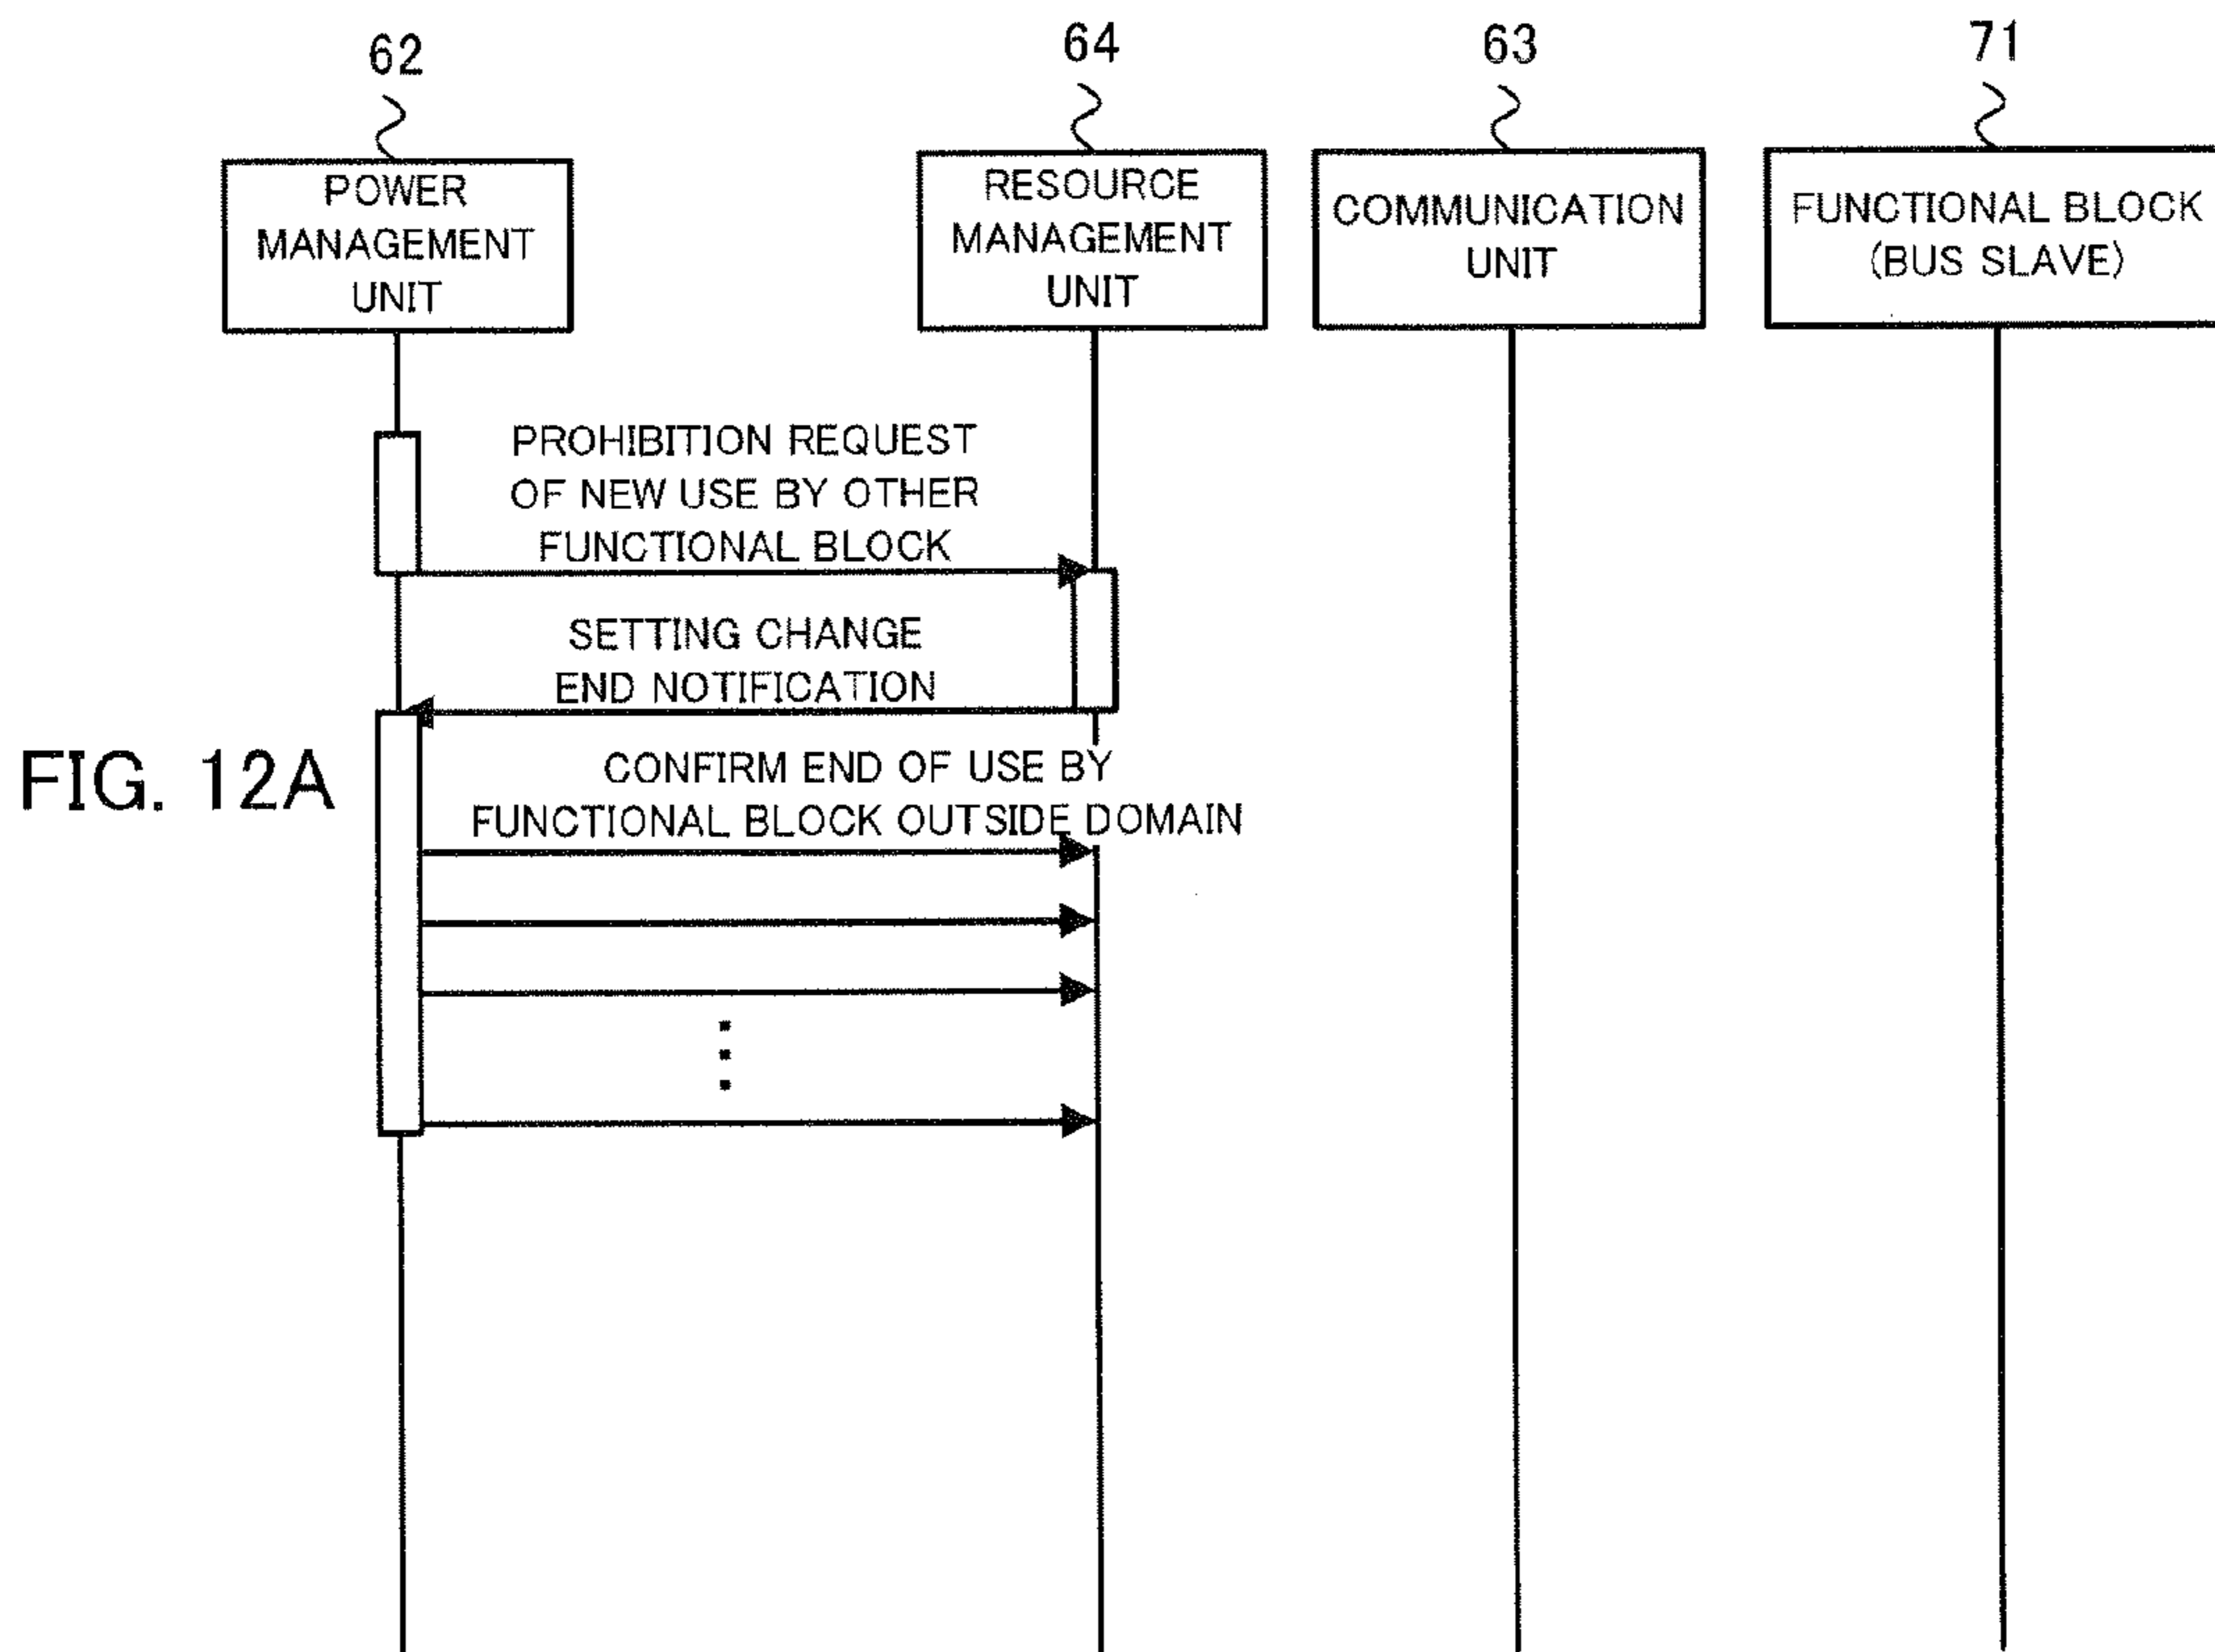 62
64
63
71
POWER
MANAGEMENT
UNIT
RESOURCE
MANAGEMENT
UNIT
COMMUNICATION
UNIT
FUNCTIONAL BLOCK
(BUS SLAVE)
PROHIBITION REQUEST
OF NEW USE BY OTHER
FUNCTIONAL BLOCK
SETTING CHANGE
END NOTIFICATION
FIG. 12A
CONFIRM END OF USE BY
FUNCTIONAL BLOCK OUTSIDE DOMAIN